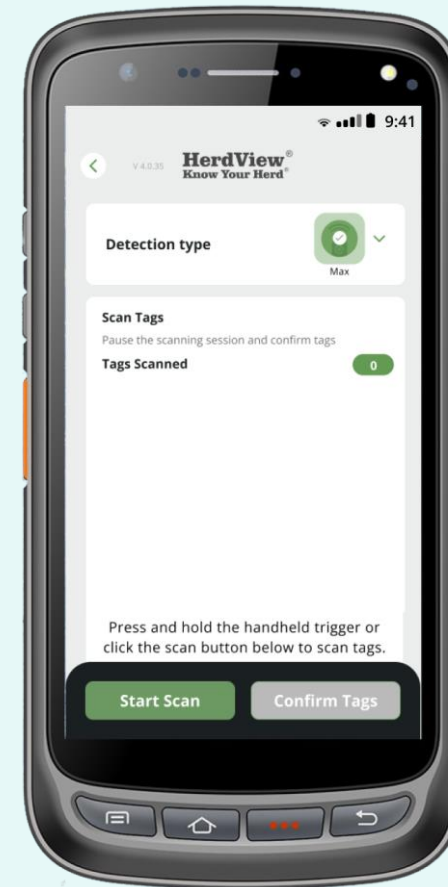 9:41
V 4.0.35
HerdView®
Know Your Herd®
Detection type
Max
Scan Tags
Pause the scanning session and confirm tags
Tags Scanned
0
Press and hold the handheld trigger or
click the scan button below to scan tags.
Start Scan
Confirm Tags